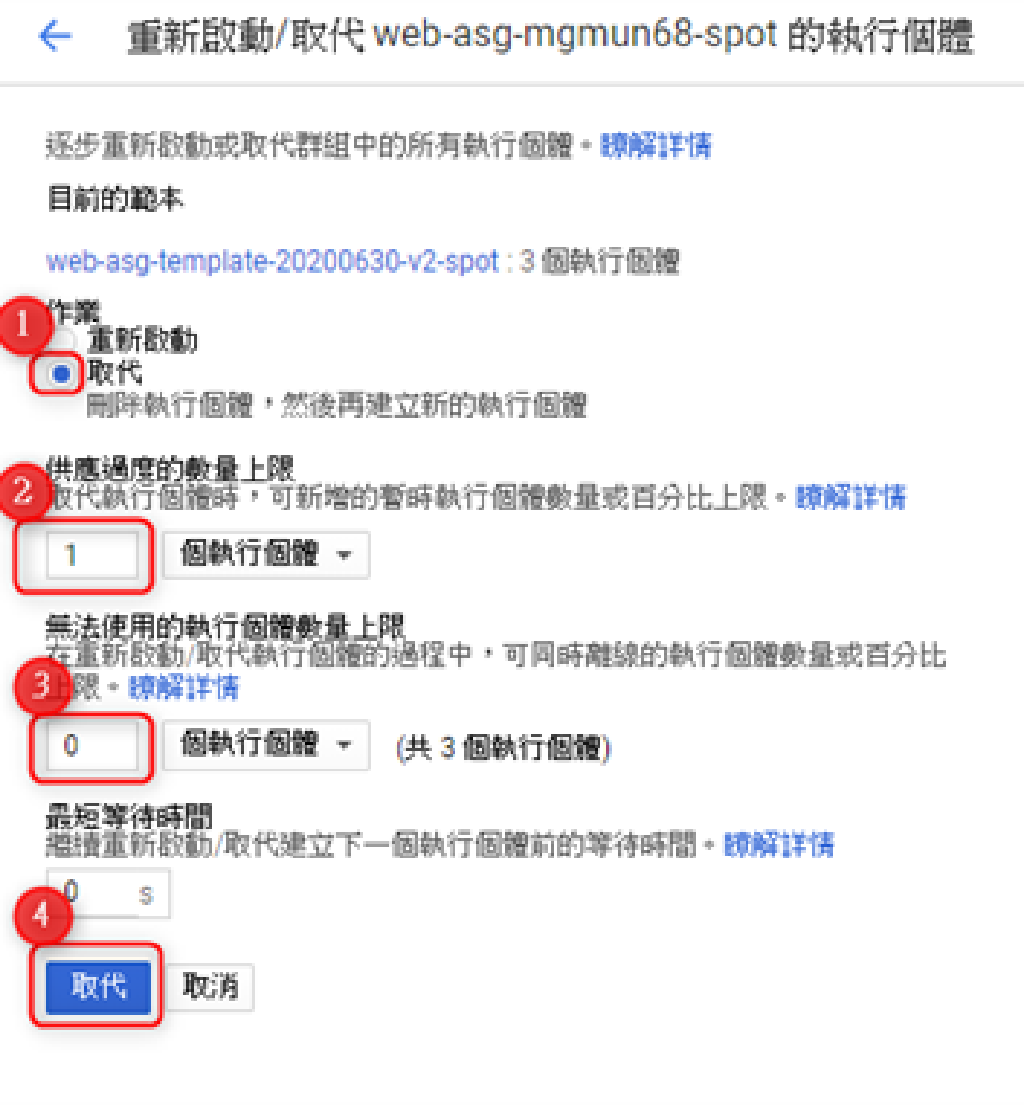 重新啟動/取代 web-asg-mgmun68-spot 的執行個體
逐步重新啟動或取代群組中的所有執行個體。瞭解詳情
目前的範本
web-asg-template-20200630-v2-spot : 3 個執行個體
1
作業
重新啟動
取代
刪除執行個體，然後再建立新的執行個體
供應過度的數量上限
2
取代執行個體時，可新增的暫時執行個體數量或百分比上限。瞭解詳情
1 個執行個體
無法使用的執行個體數量上限
在重新啟動/取代執行個體的過程中，可同時離線的執行個體數量或百分比
3
上限。瞭解詳情
0 個執行個體 (共 3 個執行個體)
最短等待時間
繼續重新啟動/取代建立下一個執行個體前的等待時間。瞭解詳情
0 s
4
取代 取消